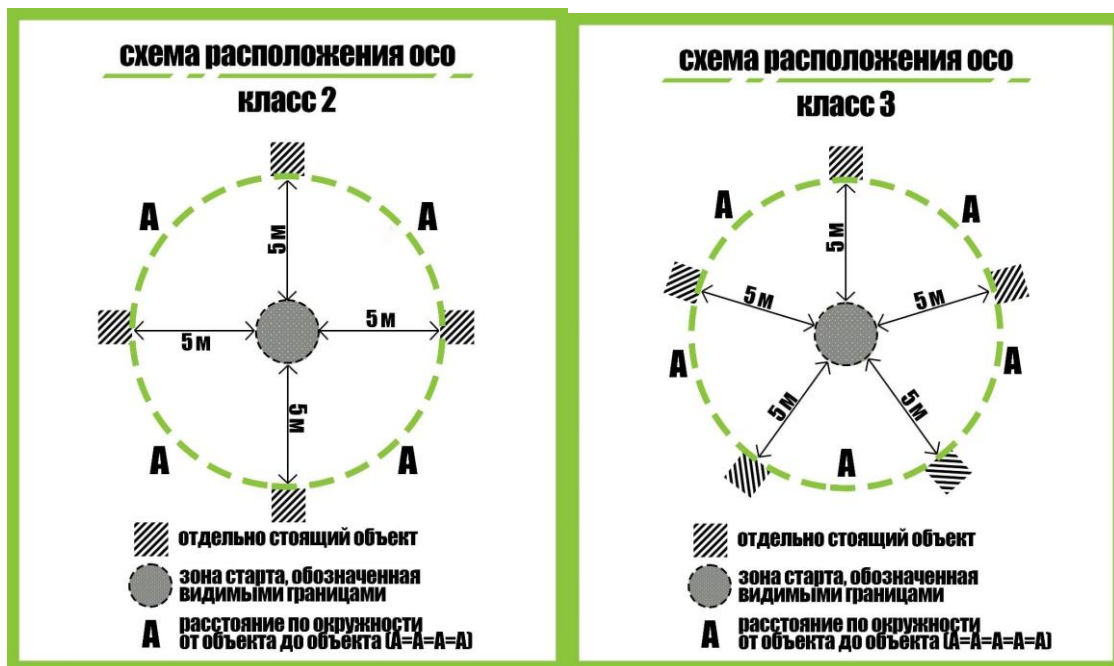 схема расположения осо
класс 2
А
А
5 м
5 м
5 м
5 м
А
А
отдельно стоящий объект
зона старта, обозначенная
видимыми границами
А
расстояние по окружности
от объекта до объекта (А=А=А=А)
схема расположения осо
класс 3
А
А
5 м
5 м
5 м
А
А
5 м
5 м
А
отдельно стоящий объект
зона старта, обозначенная
видимыми границами
А
расстояние по окружности
от объекта до объекта (А=А=А=А=А)